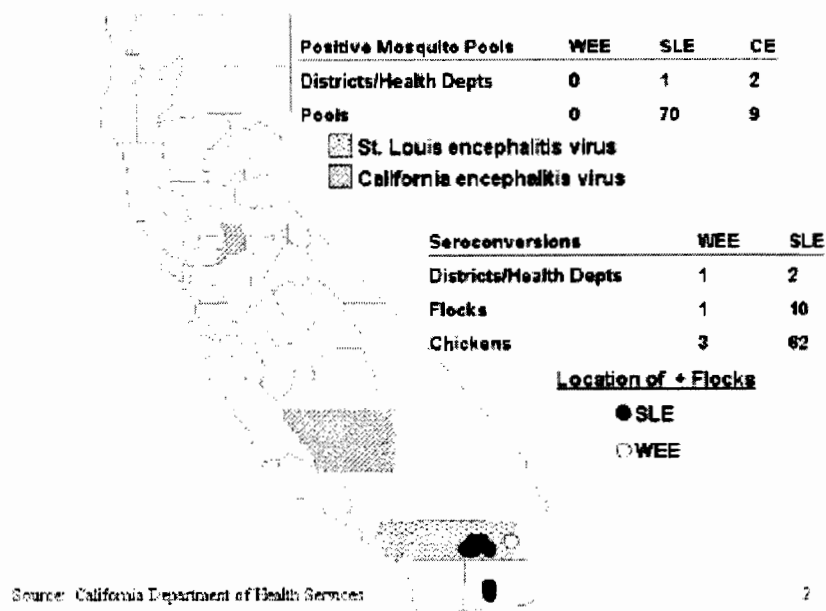 Positive Mosquito Pools WEE SLE CE
Districts/Health Depts 0 1 2
Pools 0 70 9
St. Louis encephalitis virus
California encephalitis virus
Seroconversions WEE SLE
Districts/Health Depts 1 2
Flocks 1 10
Chickens 3 62
Location of + Flocks
SLE
WEE
Source: California Department of Health Services 2